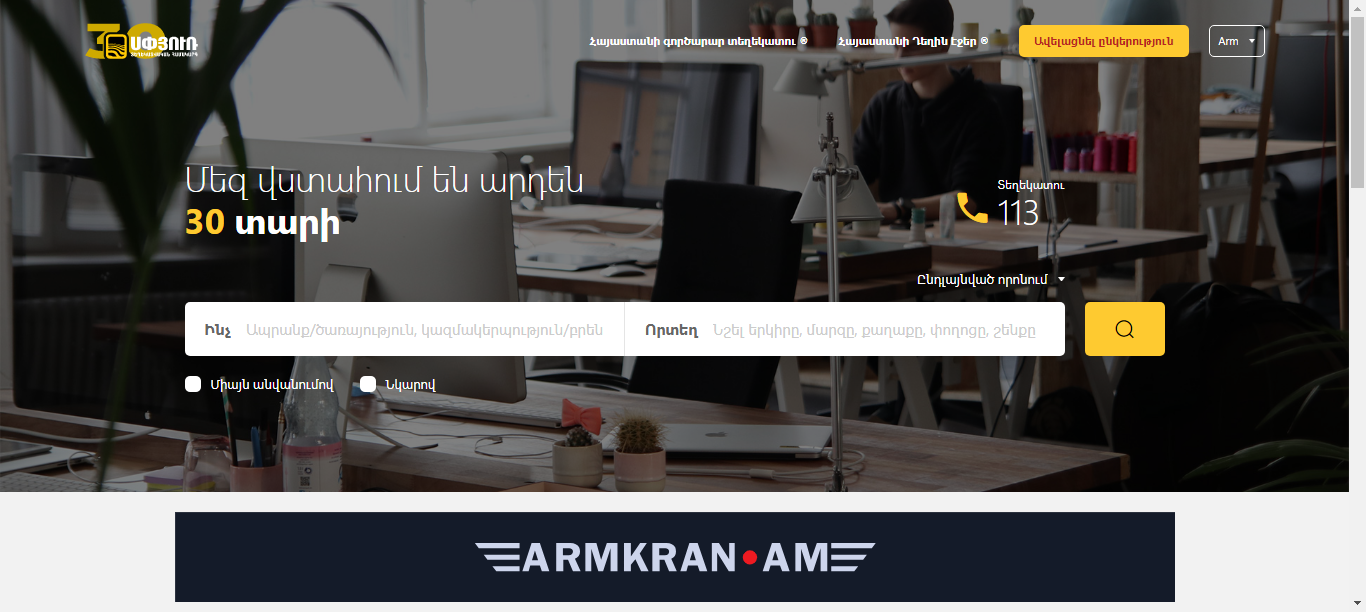 30 ՍՓՅՈՒՌ
ՏԵՂԵԿԱՏՎԱԿԱՆ ՀԱՄԱԿԱՐԳ
Հայաստանի գործարար տեղեկատու ®
Հայաստանի Դեղին Էջեր ®
Ավելացնել ընկերություն
Arm
Մեզ վստահում են արդեն
30 տարի
Տեղեկատու
113
Ընդլայնված որոնում
Ինչ Ապրանք/ծառայություն, կազմակերպություն/բրեն
Որտեղ Նշել երկիրը, մարզը, քաղաքը, փողոցը, շենքը
Միայն անվանումով
Նկարով
ARMKRAN•AM